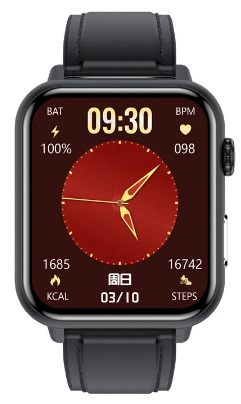 BAT
09:30
BPM
100%
098
1685
16742
KCAL
周日
03/10
STEPS